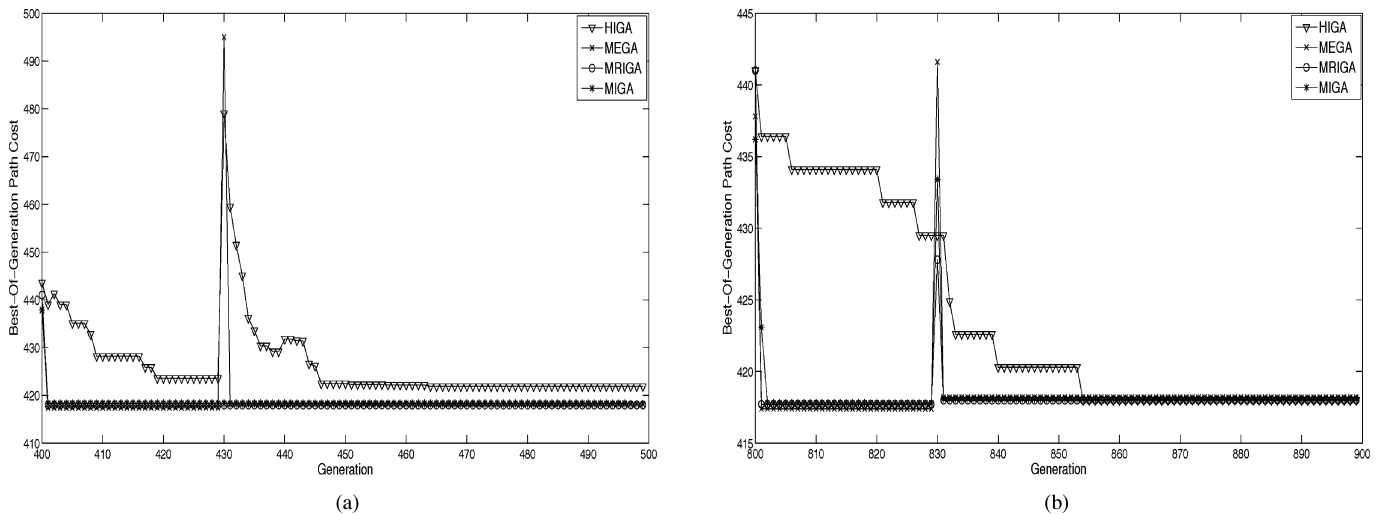 500
490
480
470
460
450
440
430
420
410
Best-Of-Generation Path Cost
400 410 420 430 440 450 460 470 480 490 500
Generation
HIGA
MEGA
MRIGA
MIGA
(a)
445
440
435
430
425
420
415
Best-Of-Generation Path Cost
800 810 820 830 840 850 860 870 880 890 900
Generation
HIGA
MEGA
MRIGA
MIGA
(b)